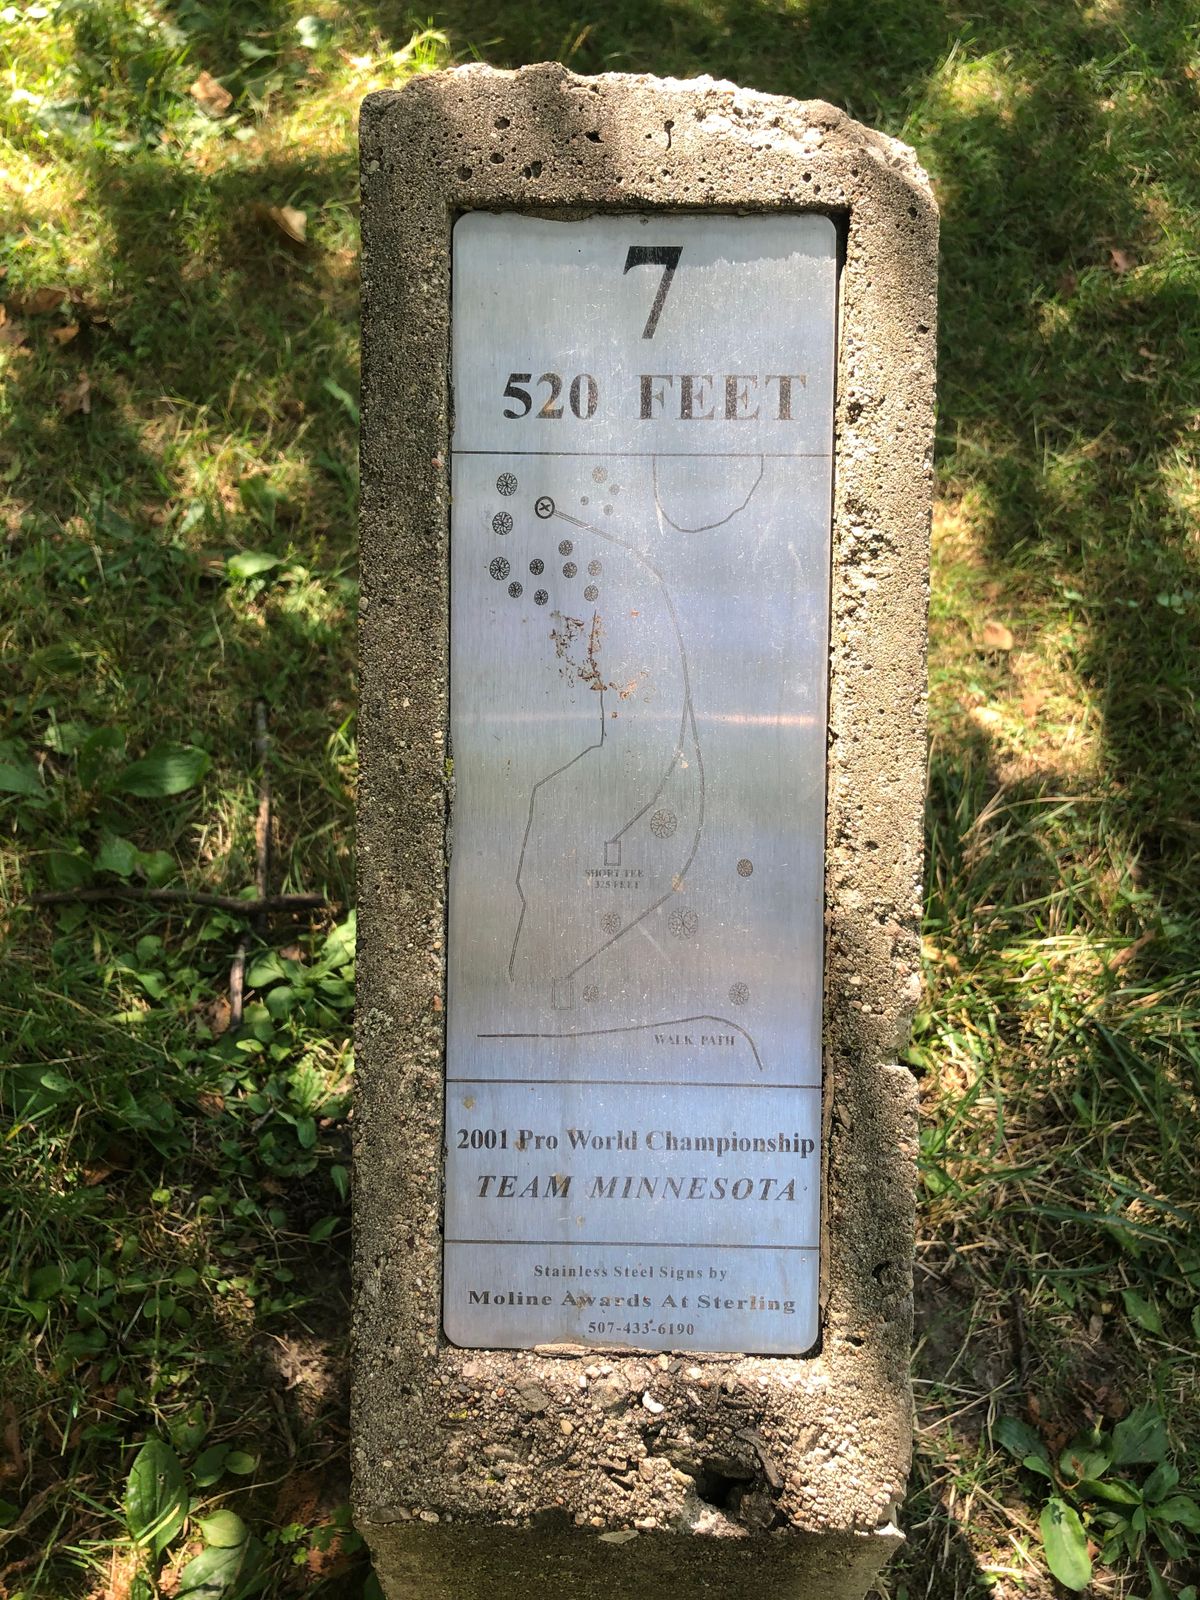 7
520 FEET
SHORT TEE
325 FEET
WALK PATH
2001 Pro World Championship
TEAM MINNESOTA
Stainless Steel Signs by
Moline Awards At Sterling
507-433-6190